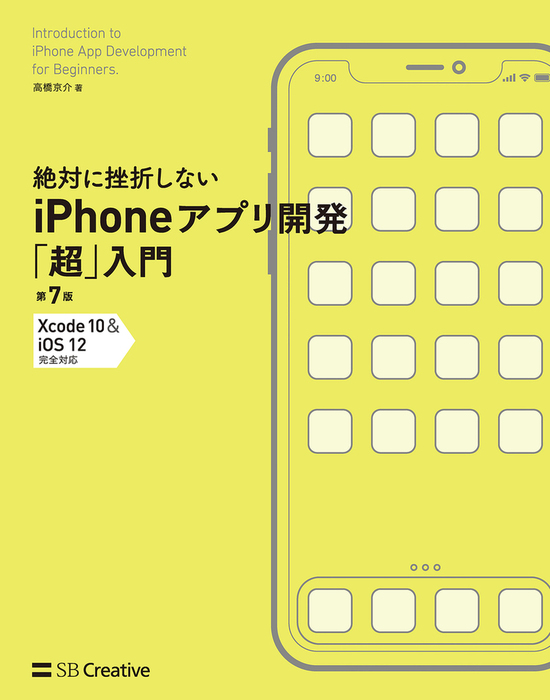 Introduction to
iPhone App Development
for Beginners.
高橋京介 著
絶対に挫折しない
iPhoneアプリ開発
「超」入門
第7版
Xcode 10&
iOS 12
完全対応
9:00
SB Creative